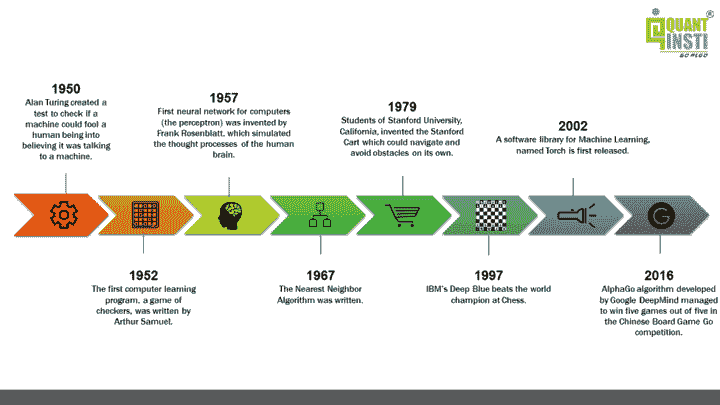 QUANT
INSTI
1950
Alan Turing created a
test to check if a
machine could fool a
human being into
believing it was talking
to a machine.
1957
First neural network for computers
(the perceptron) was invented by
Frank Rosenblatt, which simulated
the thought processes of the human
brain.
1979
Students of Stanford University,
California, invented the Stanford
Cart which could navigate and
avoid obstacles on its own.
2002
A software library for Machine Learning,
named Torch is first released.
G
1952
The first computer learning
program, a game of
checkers, was written by
Arthur Samuel.
1967
The Nearest Neighbor
Algorithm was written.
1997
IBM's Deep Blue beats the world
champion at Chess.
2016
AlphaGo algorithm developed
by Google DeepMind managed
to win five games out of five in
the Chinese Board Game Go
competition.